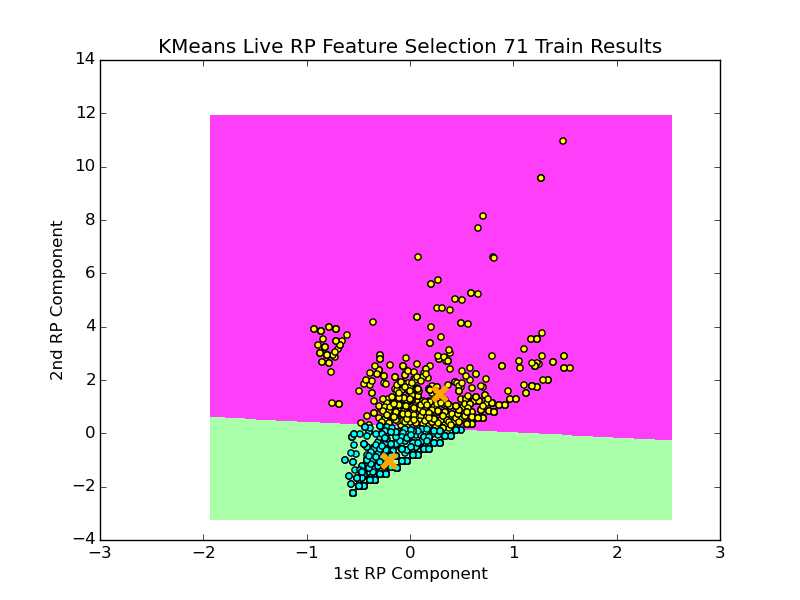 KMeans Live RP Feature Selection 71 Train Results
14
12
10
8
6
4
2
0
−2
−4
2nd RP Component
−3 −2 −1 0 1 2 3
1st RP Component